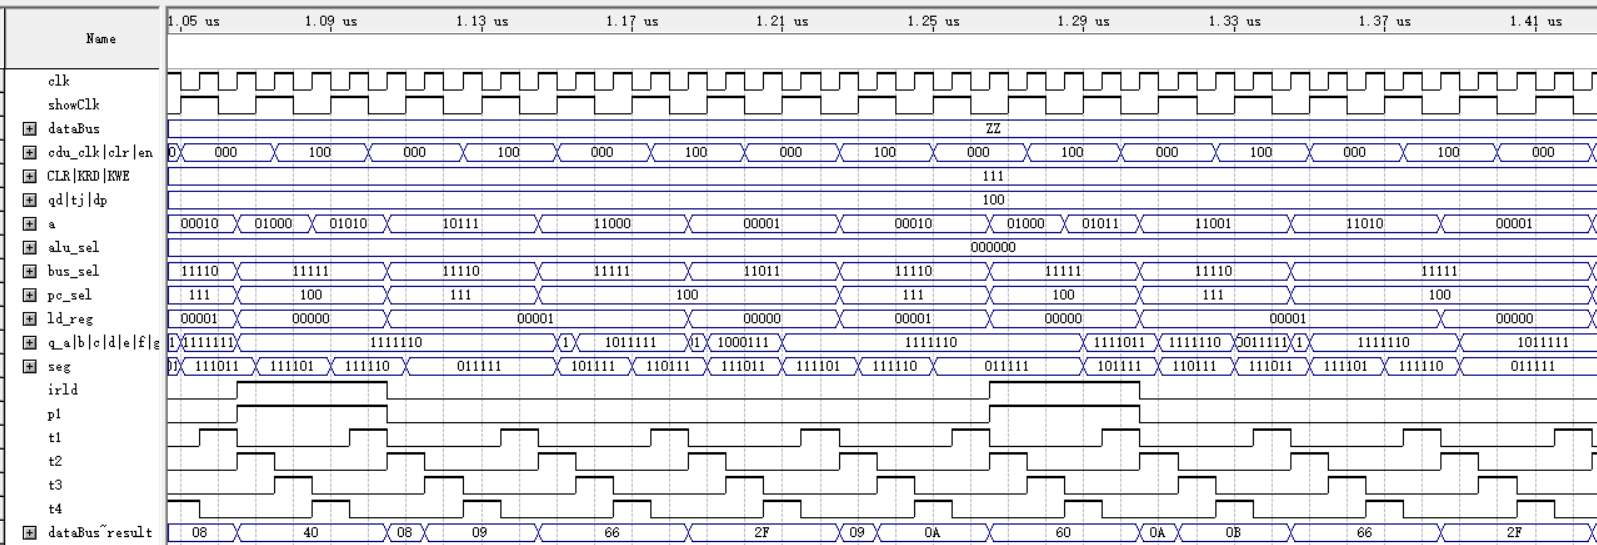 1.05 us 1.09 us 1.13 us 1.17 us 1.21 us 1.25 us 1.29 us 1.33 us 1.37 us 1.41 us
Name
clk
showClk
dataBus ZZ
cdu_clk|clr|en 000 100 000 100 000 100 000 100 000 100 000 100 000 100 000
CLR|KRD|KWE 111
qd|tj|dp 100
a 00010 01000 01010 10111 11000 00001 00010 01000 01011 11001 11010 00001
alu_sel 000000
bus_sel 11110 11111 11110 11111 11011 11110 11111 11110 11111
pc_sel 111 100 111 100 111 100 111 100
ld_reg 00001 00000 00001 00000 00001 00000 00001 00000
q_a|b|c|d|e|f|g 1 1111111 1111110 1 1011111 1000111 1111110 1111011 1111110 0011111 1 1111110 1011111
seg 111011 111101 111110 011111 101111 110111 111011 111101 111110 011111 101111 110111 111011 111101 111110 011111
irld
p1
t1
t2
t3
t4
dataBus~result 08 40 08 09 66 2F 09 0A 60 0A 0B 66 2F